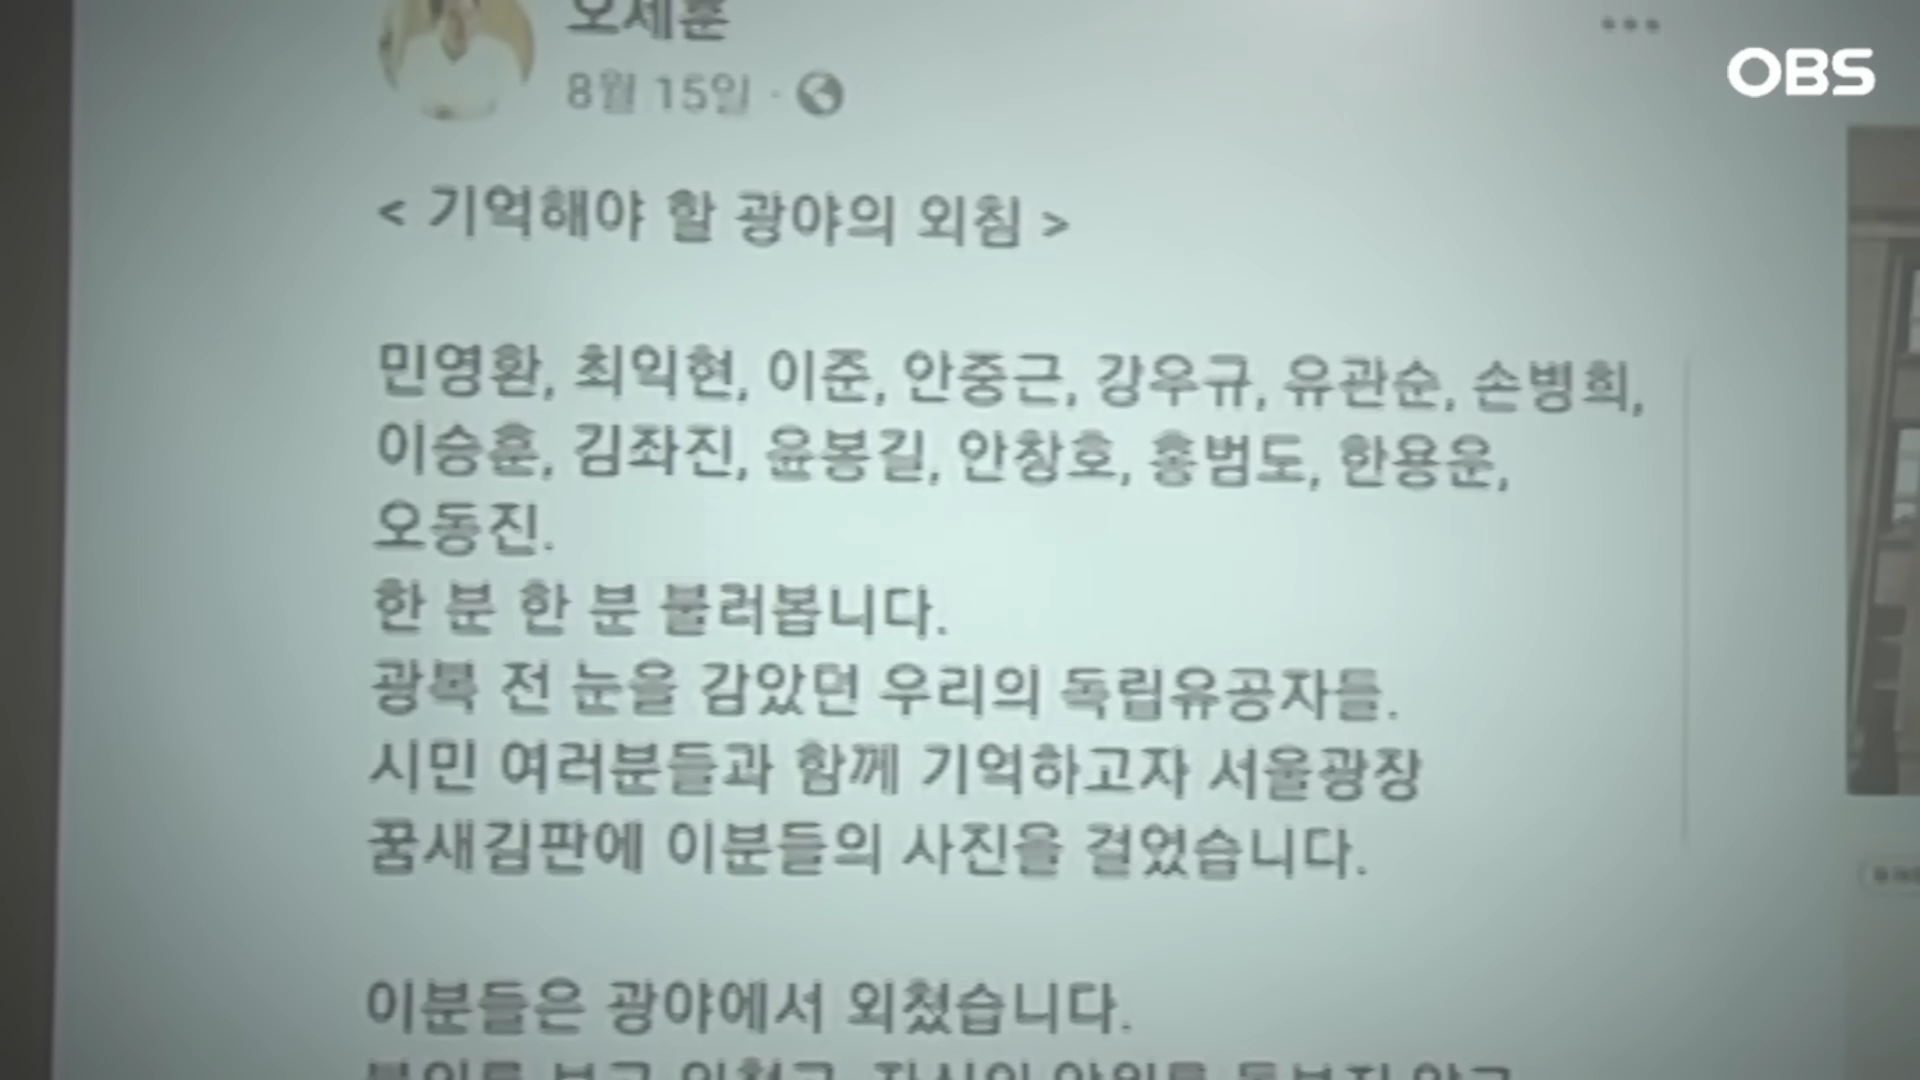 오세훈
8월 15일 ·
OBS
< 기억해야 할 광야의 외침 >
민영환, 최익현, 이준, 안중근, 강우규, 유관순, 손병희,
이승훈, 김좌진, 윤봉길, 안창호, 홍범도, 한용운,
오동진.
한 분 한 분 불러봅니다.
광복 전 눈을 감았던 우리의 독립유공자들.
시민 여러분들과 함께 기억하고자 서울광장
꿈새김판에 이분들의 사진을 걸었습니다.
이분들은 광야에서 외쳤습니다.